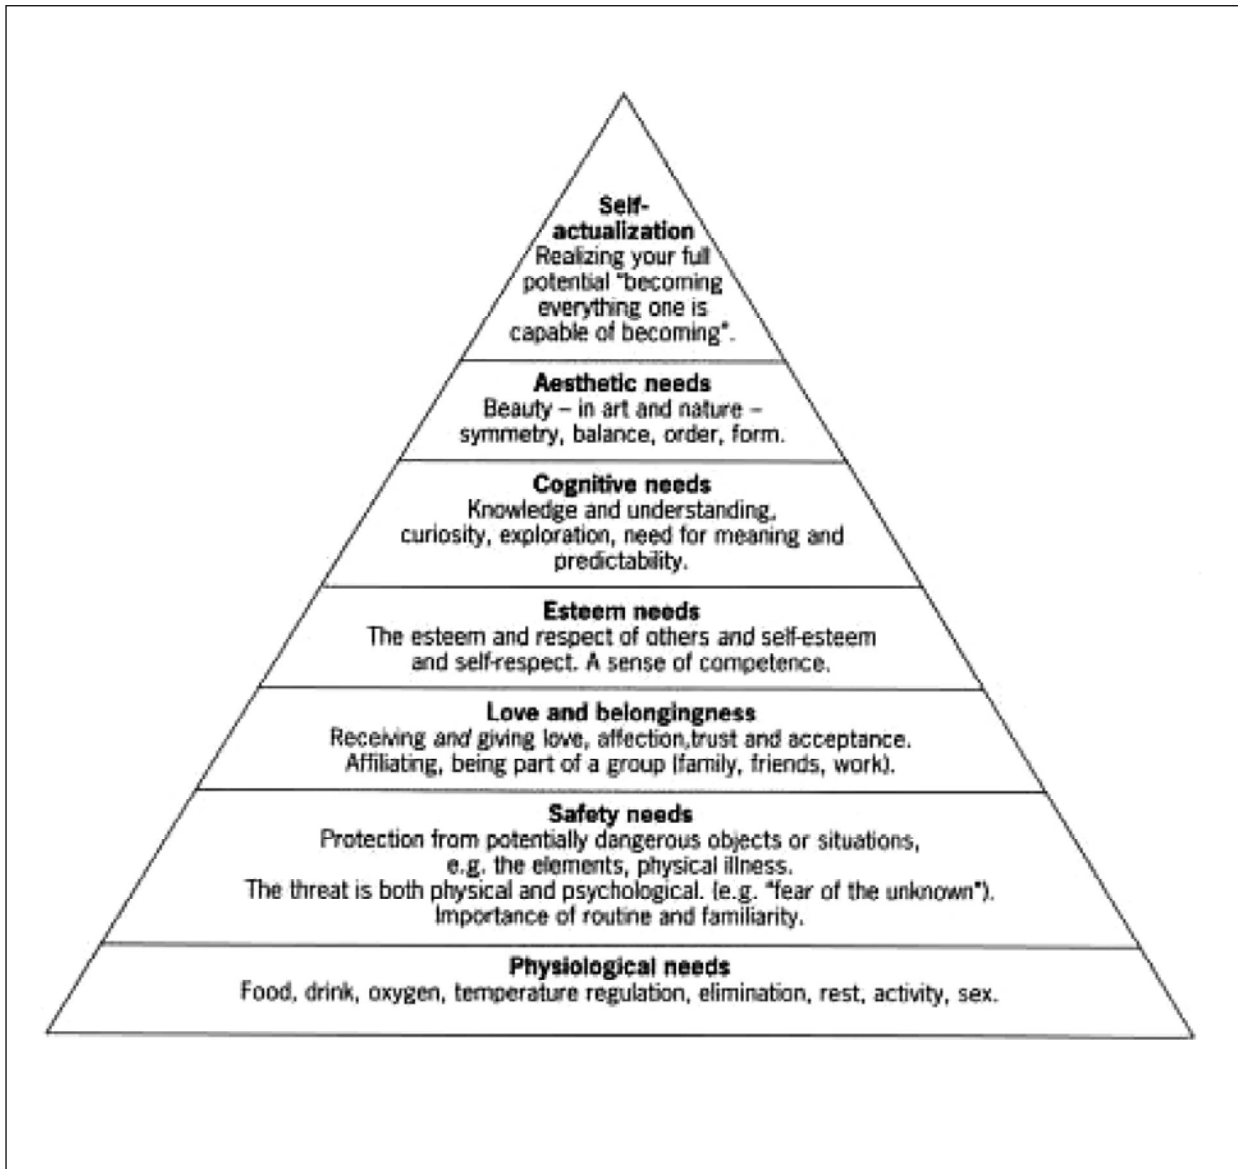 Self-
actualization
Realizing your full
potential "becoming
everything one is
capable of becoming".
Aesthetic needs
Beauty – in art and nature –
symmetry, balance, order, form.
Cognitive needs
Knowledge and understanding,
curiosity, exploration, need for meaning and
predictability.
Esteem needs
The esteem and respect of others and self-esteem
and self-respect. A sense of competence.
Love and belongingness
Receiving and giving love, affection,trust and acceptance.
Affiliating, being part of a group (family, friends, work).
Safety needs
Protection from potentially dangerous objects or situations,
e.g. the elements, physical illness.
The threat is both physical and psychological. (e.g. "fear of the unknown").
Importance of routine and familiarity.
Physiological needs
Food, drink, oxygen, temperature regulation, elimination, rest, activity, sex.